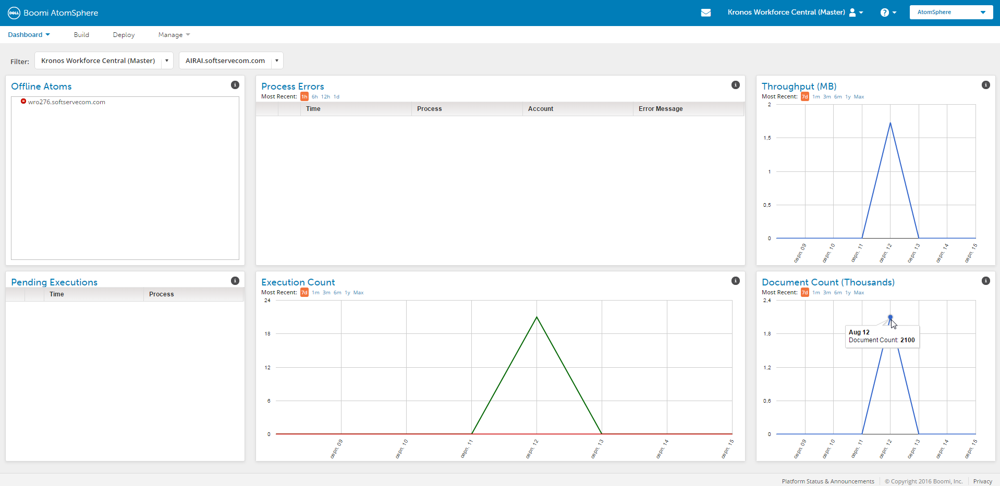 DELL Boomi AtomSphere
Kronos Workforce Central (Master)
?
AtomSphere
Dashboard Build Deploy Manage
Filter: Kronos Workforce Central (Master) AIRAI.softservecom.com
Offline Atoms
wro276.softservecom.com
Process Errors
Most Recent: 1h 6h 12h 1d
Time Process Account Error Message
Throughput (MB)
Most Recent: 7d 1m 3m 6m 1y Max
2
1,5
1
0,5
0
серп. 09 серп. 10 серп. 11 серп. 12 серп. 13 серп. 14 серп. 15
Pending Executions
Time Process
Execution Count
Most Recent: 7d 1m 3m 6m 1y Max
24
18
12
6
0
серп. 09 серп. 10 серп. 11 серп. 12 серп. 13 серп. 14 серп. 15
Document Count (Thousands)
Most Recent: 7d 1m 3m 6m 1y Max
2,4
Aug 12
Document Count: 2100
1,8
1,2
0,6
0
серп. 09 серп. 10 серп. 11 серп. 12 серп. 13 серп. 14 серп. 15
Platform Status & Announcements © Copyright 2016 Boomi, Inc. Privacy